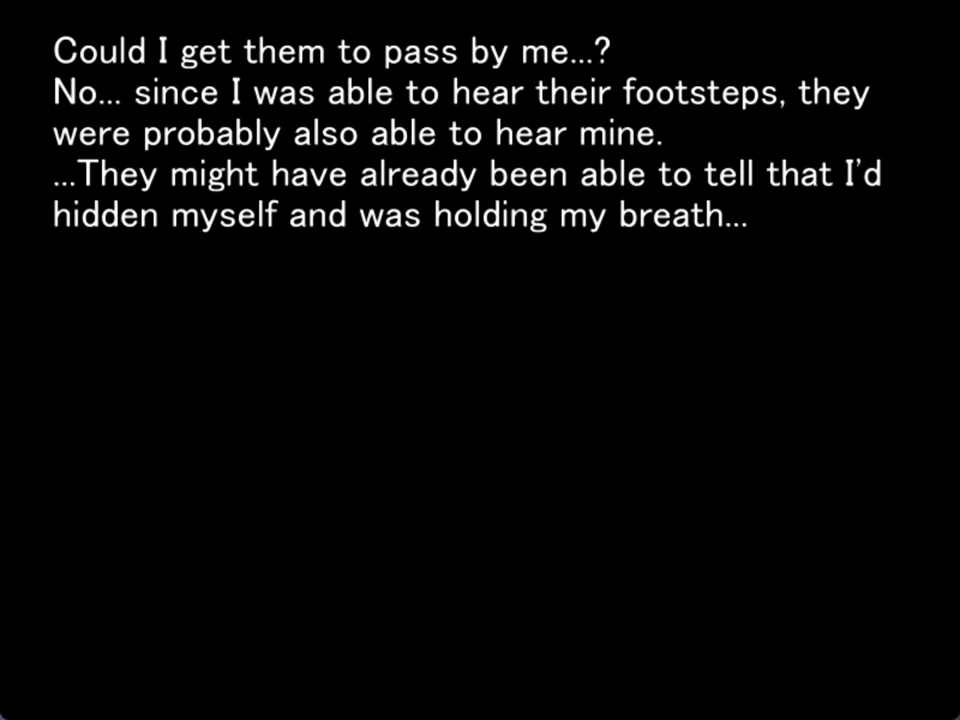 Could I get them to pass by me...?
No... since I was able to hear their footsteps, they
were probably also able to hear mine.
...They might have already been able to tell that I'd
hidden myself and was holding my breath...